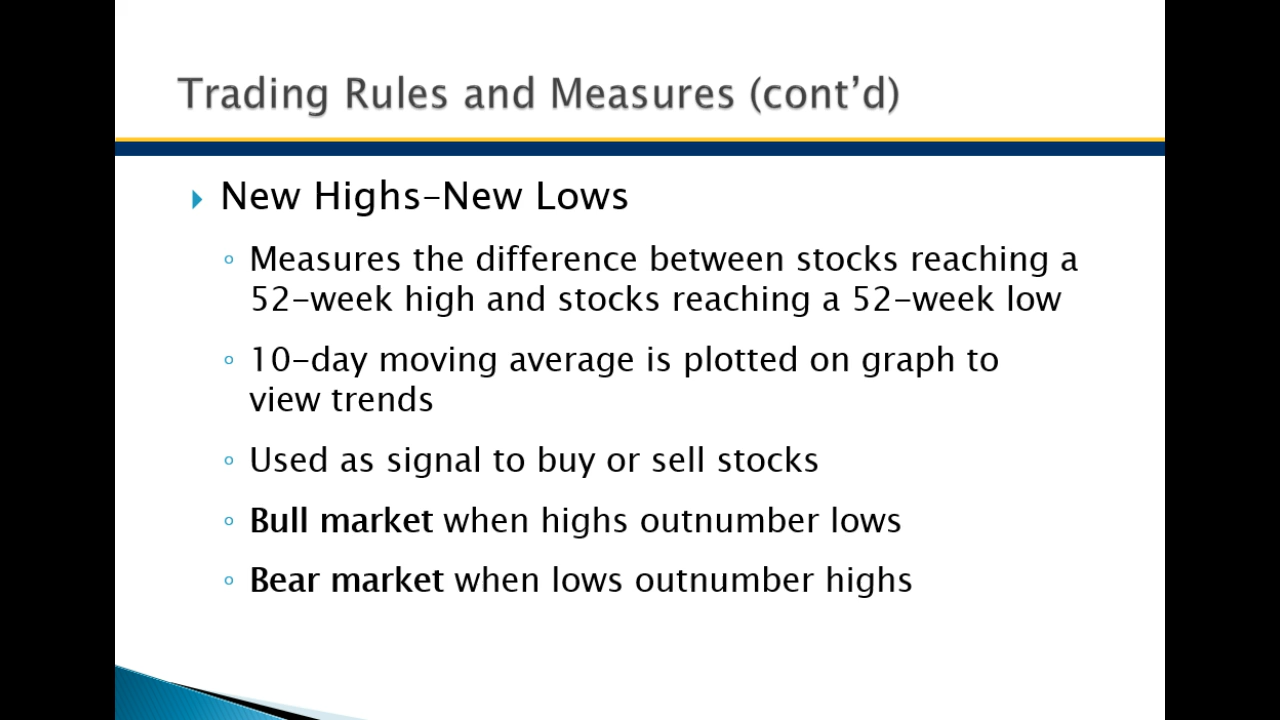 Trading Rules and Measures (cont’d)
New Highs–New Lows
Measures the difference between stocks reaching a
52–week high and stocks reaching a 52–week low
10–day moving average is plotted on graph to
view trends
Used as signal to buy or sell stocks
Bull market when highs outnumber lows
Bear market when lows outnumber highs